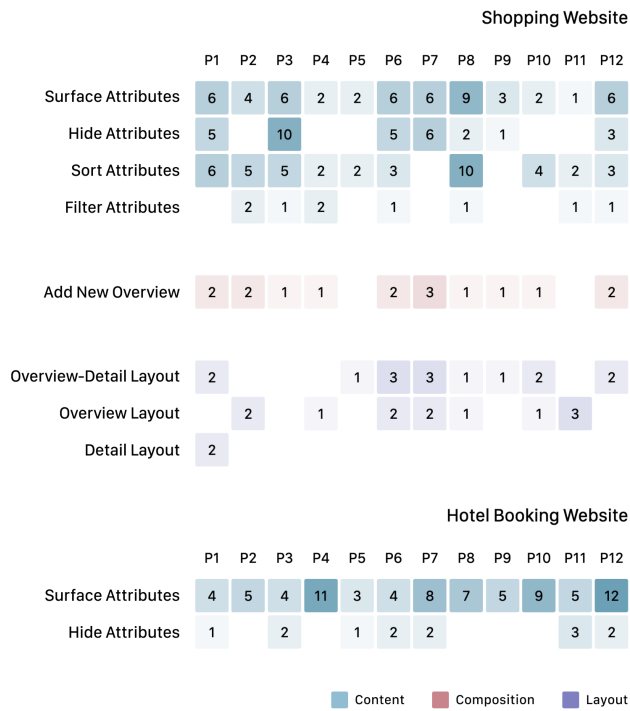 Shopping Website
P1 P2 P3 P4 P5 P6 P7 P8 P9 P10 P11 P12
Surface Attributes 6 4 6 2 2 6 6 9 3 2 1 6
Hide Attributes 5 10 5 6 2 1 3
Sort Attributes 6 5 5 2 2 3 10 4 2 3
Filter Attributes 2 1 2 1 1 1 1
Add New Overview 2 2 1 1 2 3 1 1 1 2
Overview-Detail Layout 2 1 3 3 1 1 2 2
Overview Layout 2 1 2 2 1 1 3
Detail Layout 2
Hotel Booking Website
P1 P2 P3 P4 P5 P6 P7 P8 P9 P10 P11 P12
Surface Attributes 4 5 4 11 3 4 8 7 5 9 5 12
Hide Attributes 1 2 1 2 2 3 2
Content Composition Layout